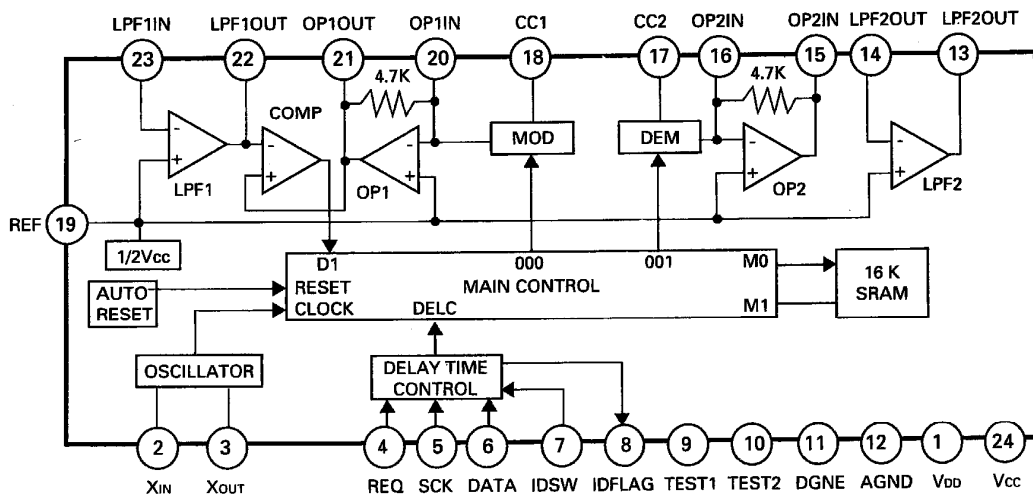 LPF1IN LPF1OUT OP1OUT OP1IN CC1 CC2 OP2IN OP2IN LPF2OUT LPF2OUT
23 22 21 20 18 17 16 15 14 13
4.7K 4.7K
COMP
MOD DEM
- + LPF1
- +
- + OP1
- + OP2
- + LPF2
REF 19
1/2Vcc
D1 000 001 M0
RESET MAIN CONTROL
CLOCK DELC M1
16 K
SRAM
AUTO
RESET
OSCILLATOR
DELAY TIME
CONTROL
2 3 4 5 6 7 8 9 10 11 12 1 24
XIN XOUT REQ SCK DATA IDSW IDFLAG TEST1 TEST2 DGNE AGND VDD Vcc